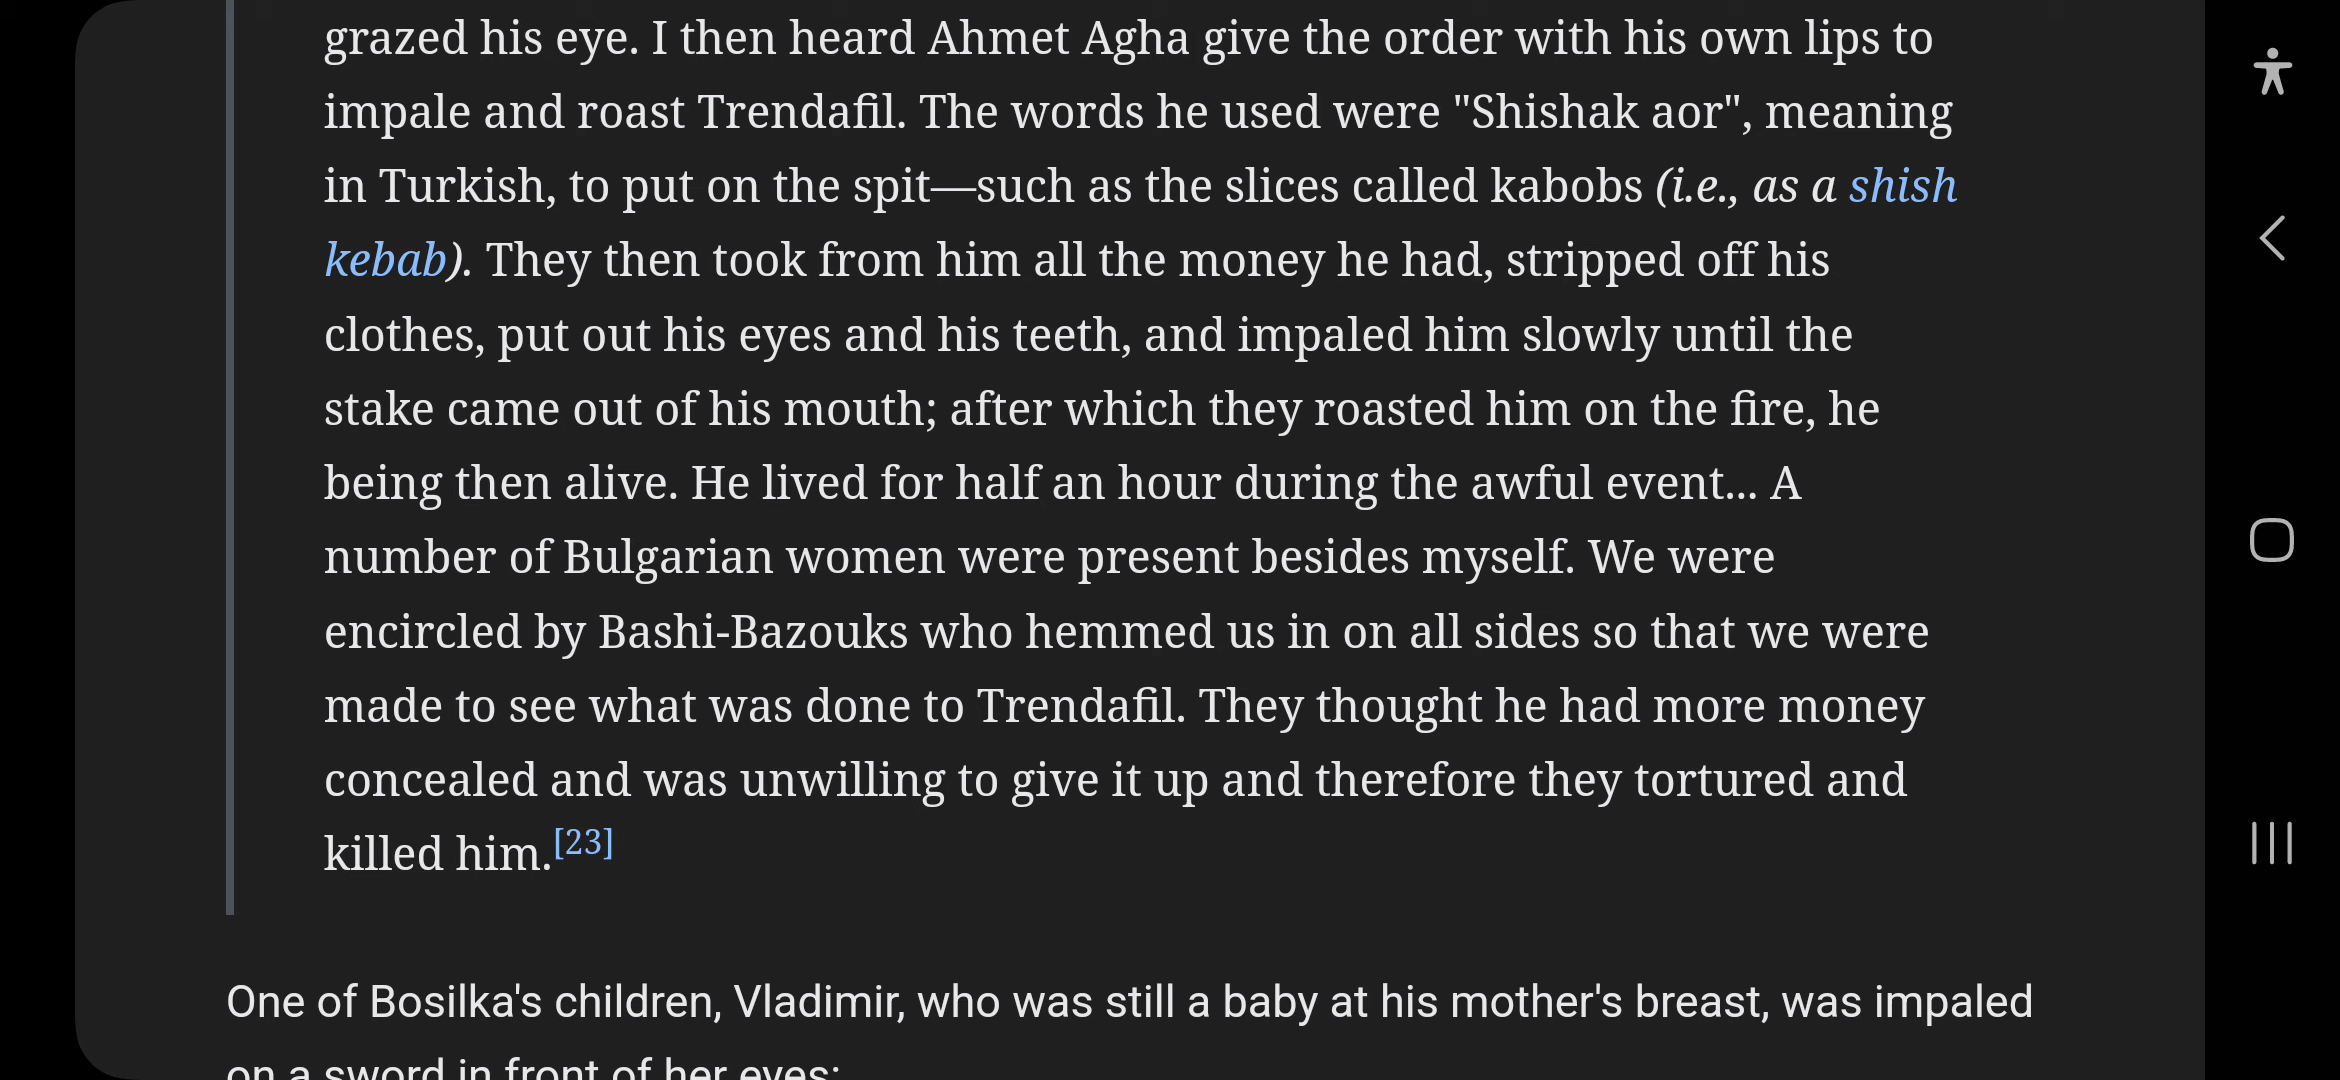 grazed his eye. I then heard Ahmet Agha give the order with his own lips to
impale and roast Trendafil. The words he used were "Shishak aor", meaning
in Turkish, to put on the spit—such as the slices called kabobs (i.e., as a shish
kebab). They then took from him all the money he had, stripped off his
clothes, put out his eyes and his teeth, and impaled him slowly until the
stake came out of his mouth; after which they roasted him on the fire, he
being then alive. He lived for half an hour during the awful event... A
number of Bulgarian women were present besides myself. We were
encircled by Bashi-Bazouks who hemmed us in on all sides so that we were
made to see what was done to Trendafil. They thought he had more money
concealed and was unwilling to give it up and therefore they tortured and
killed him.[23]
One of Bosilka's children, Vladimir, who was still a baby at his mother's breast, was impaled
on a sword in front of her eyes: